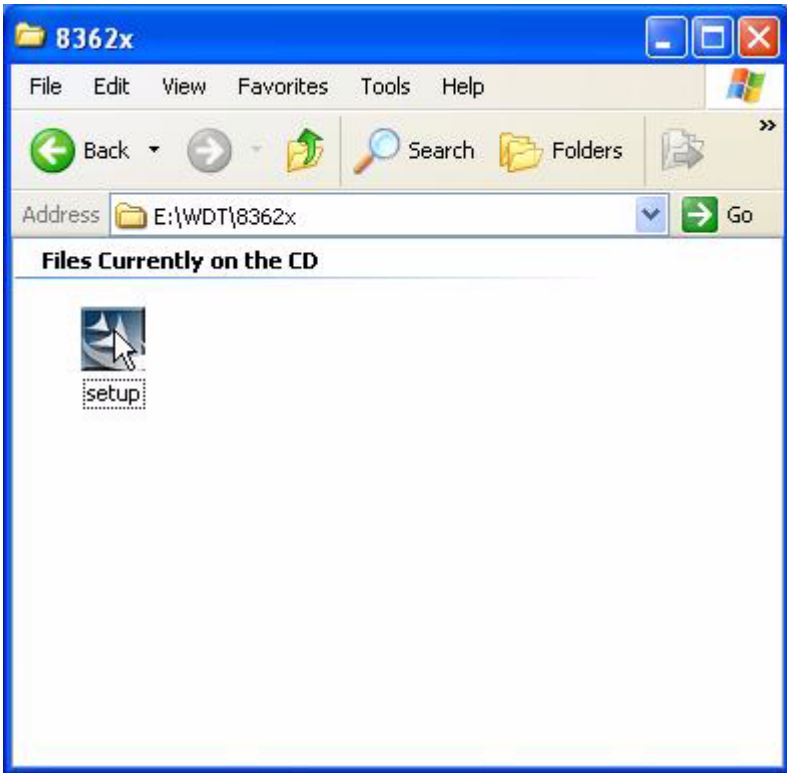 8362x
File Edit View Favorites Tools Help
Back Search Folders »
Address E:\WDT\8362x Go
Files Currently on the CD
setup